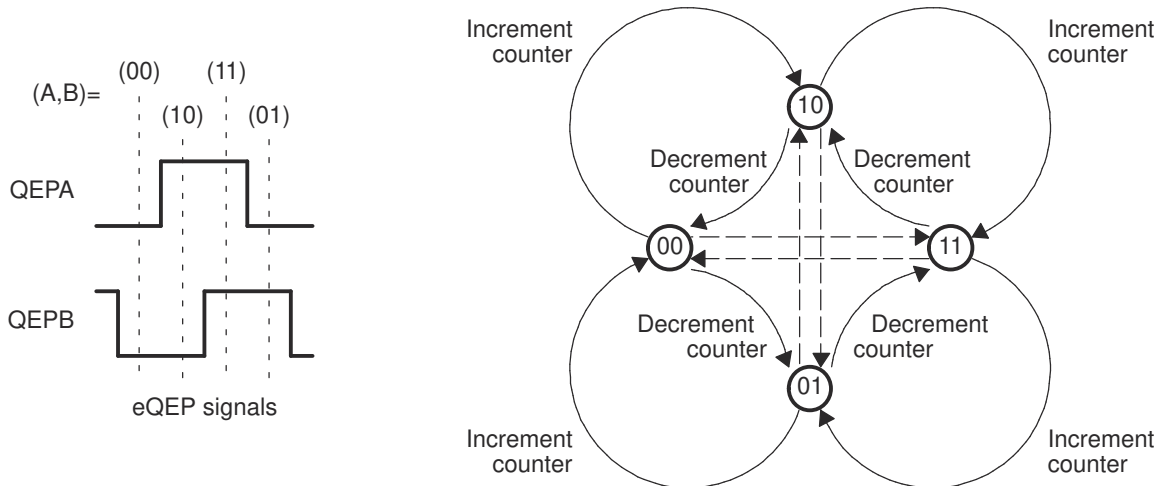 (A,B)=
(00)
(10)
(11)
(01)
QEPA
QEPB
eQEP signals
Increment
counter
Increment
counter
10
Decrement
counter
Decrement
counter
00
11
Decrement
counter
Decrement
counter
01
Increment
counter
Increment
counter